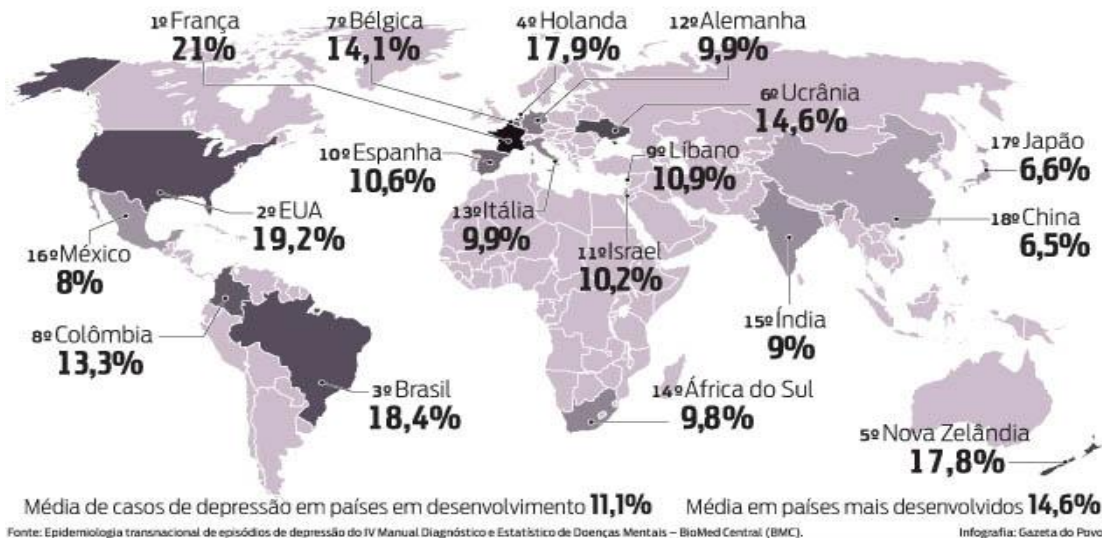 1º França
21%
7º Bélgica
14,1%
4º Holanda
17,9%
12º Alemanha
9,9%
6º Ucrânia
14,6%
10º Espanha
10,6%
9º Líbano
10,9%
17º Japão
6,6%
2º EUA
19,2%
13º Itália
9,9%
11º Israel
10,2%
18º China
6,5%
16º México
8%
8º Colômbia
13,3%
15º Índia
9%
3º Brasil
18,4%
14º África do Sul
9,8%
5º Nova Zelândia
17,8%
Média de casos de depressão em países em desenvolvimento 11,1%
Média em países mais desenvolvidos 14,6%
Fonte: Epidemiologia transnacional de episódios de depressão do IV Manual Diagnóstico e Estatístico de Doenças Mentais – BioMed Central (BMC).
Infografia: Gazeta do Povo